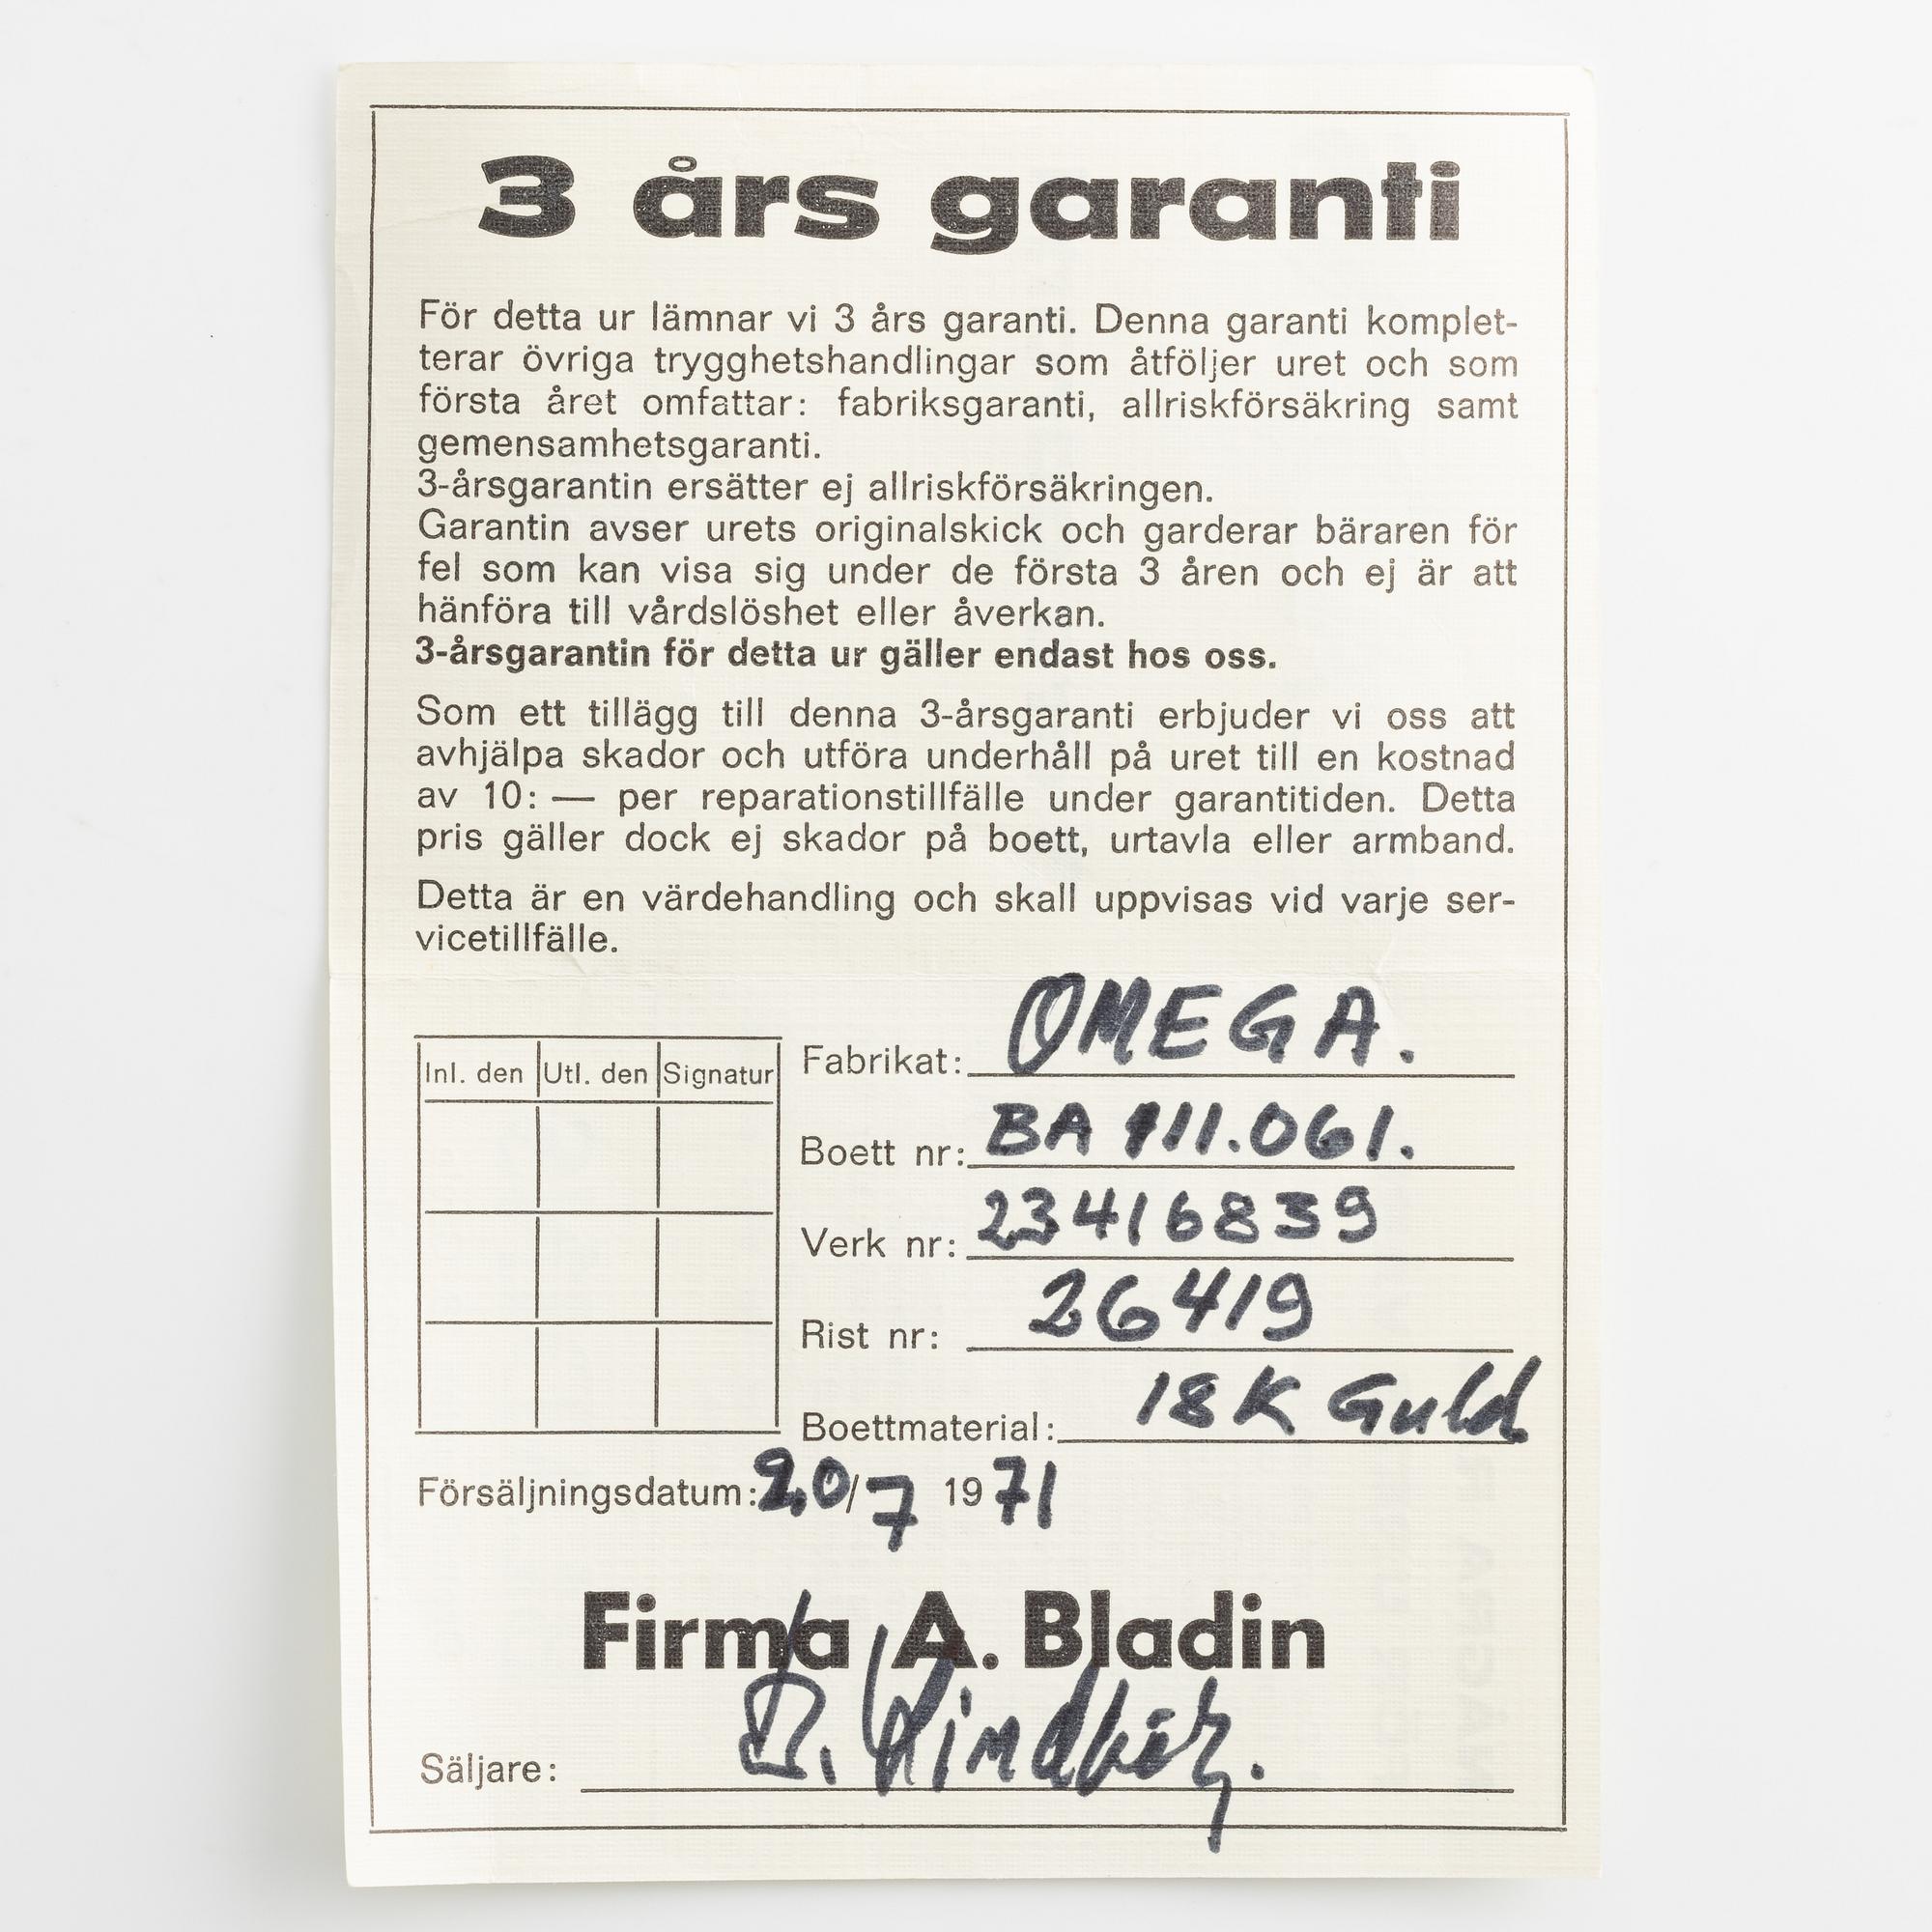 3 års garanti
För detta ur lämnar vi 3 års garanti. Denna garanti komplet-
terar övriga trygghetshandlingar som åtföljer uret och som
första året omfattar: fabriksgaranti, allriskförsäkring samt
gemensamhetsgaranti.
3-årsgarantin ersätter ej allriskförsäkringen.
Garantin avser urets originalskick och garderar bäraren för
fel som kan visa sig under de första 3 åren och ej är att
hänföra till vårdslöshet eller åverkan.
3-årsgarantin för detta ur gäller endast hos oss.
Som ett tillägg till denna 3-årsgaranti erbjuder vi oss att
avhjälpa skador och utföra underhåll på uret till en kostnad
av 10: — per reparationstillfälle under garantitiden. Detta
pris gäller dock ej skador på boett, urtavla eller armband.
Detta är en värdehandling och skall uppvisas vid varje ser-
vicetillfälle.
Inl. den Utl. den Signatur
Fabrikat: OMEGA.
Boett nr: BA 111.061.
Verk nr: 23416839
Rist nr: 26419
Boettmaterial: 18K Guld
Försäljningsdatum: 20/7 1971
Firma A. Bladin
Säljare: